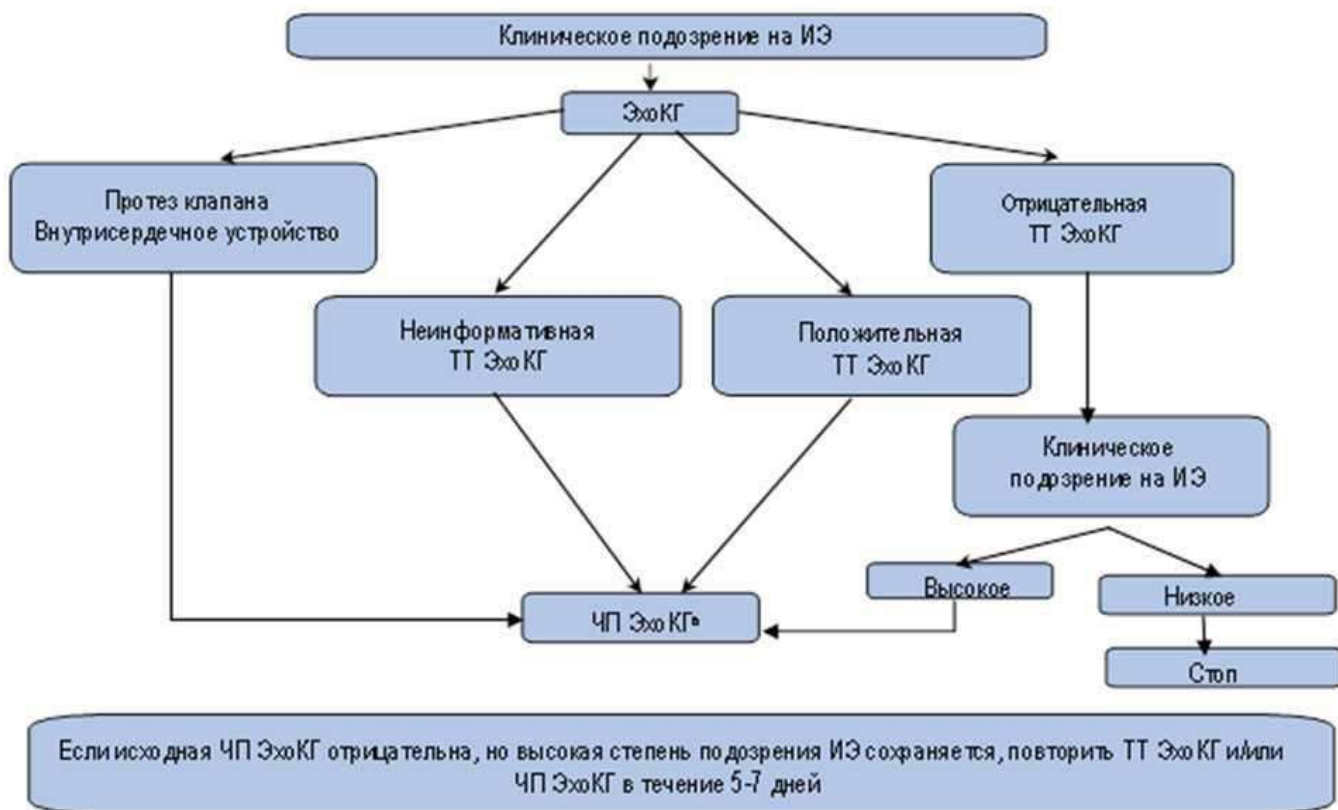 Клиническое подозрение на ИЭ
ЭхоКГ
Протез клапана
Внутрисердечное устройство
Отрицательная
ТТ ЭхоКГ
Неинформативная
ТТ ЭхоКГ
Положительная
ТТ ЭхоКГ
Клиническое
подозрение на ИЭ
Высокое
Низкое
ЧП ЭхоКГᵃ
Стоп
Если исходная ЧП ЭхоКГ отрицательна, но высокая степень подозрения ИЭ сохраняется, повторить ТТ ЭхоКГ и/или
ЧП ЭхоКГ в течение 5-7 дней